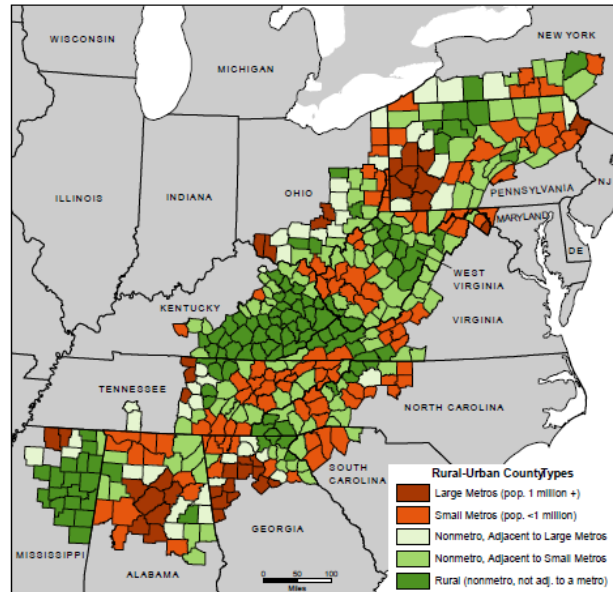 WISCONSIN
NEW YORK
MICHIGAN
ILLINOIS
INDIANA
OHIO
PENNSYLVANIA
NJ
MARYLAND
DE
WEST
VIRGINIA
KENTUCKY
VIRGINIA
TENNESSEE
NORTH CAROLINA
SOUTH
CAROLINA
GEORGIA
MISSISSIPPI
ALABAMA
0 50 100
Miles
Rural-Urban CountyTypes
Large Metros (pop. 1 million +)
Small Metros (pop. <1 million)
Nonmetro, Adjacent to Large Metros
Nonmetro, Adjacent to Small Metros
Rural (nonmetro, not adj. to a metro)